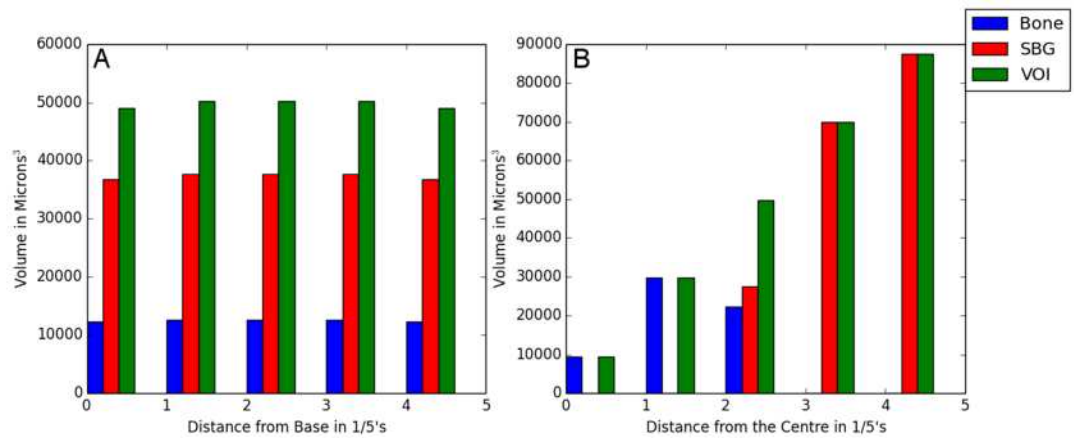 A
60000
50000
40000
30000
20000
10000
0
Volume in Microns³
0 1 2 3 4 5
Distance from Base in 1/5's
B
90000
80000
70000
60000
50000
40000
30000
20000
10000
0
Volume in Microns³
0 1 2 3 4 5
Distance from the Centre in 1/5's
Bone
SBG
VOI